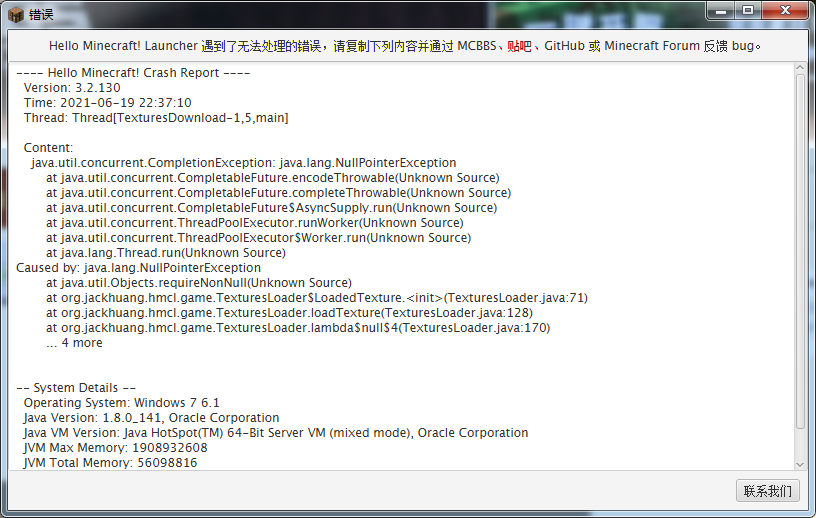 错误
Hello Minecraft! Launcher 遇到了无法处理的错误，请复制下列内容并通过 MCBBS、贴吧、GitHub 或 Minecraft Forum 反馈 bug。
---- Hello Minecraft! Crash Report ----
Version: 3.2.130
Time: 2021-06-19 22:37:10
Thread: Thread[TexturesDownload-1,5,main]
Content:
java.util.concurrent.CompletionException: java.lang.NullPointerException
at java.util.concurrent.CompletableFuture.encodeThrowable(Unknown Source)
at java.util.concurrent.CompletableFuture.completeThrowable(Unknown Source)
at java.util.concurrent.CompletableFuture$AsyncSupply.run(Unknown Source)
at java.util.concurrent.ThreadPoolExecutor.runWorker(Unknown Source)
at java.util.concurrent.ThreadPoolExecutor$Worker.run(Unknown Source)
at java.lang.Thread.run(Unknown Source)
Caused by: java.lang.NullPointerException
at java.util.Objects.requireNonNull(Unknown Source)
at org.jackhuang.hmcl.game.TexturesLoader$LoadedTexture.<init>(TexturesLoader.java:71)
at org.jackhuang.hmcl.game.TexturesLoader.loadTexture(TexturesLoader.java:128)
at org.jackhuang.hmcl.game.TexturesLoader.lambda$null$4(TexturesLoader.java:170)
... 4 more
-- System Details --
Operating System: Windows 7 6.1
Java Version: 1.8.0_141, Oracle Corporation
Java VM Version: Java HotSpot(TM) 64-Bit Server VM (mixed mode), Oracle Corporation
JVM Max Memory: 1908932608
JVM Total Memory: 56098816
联系我们